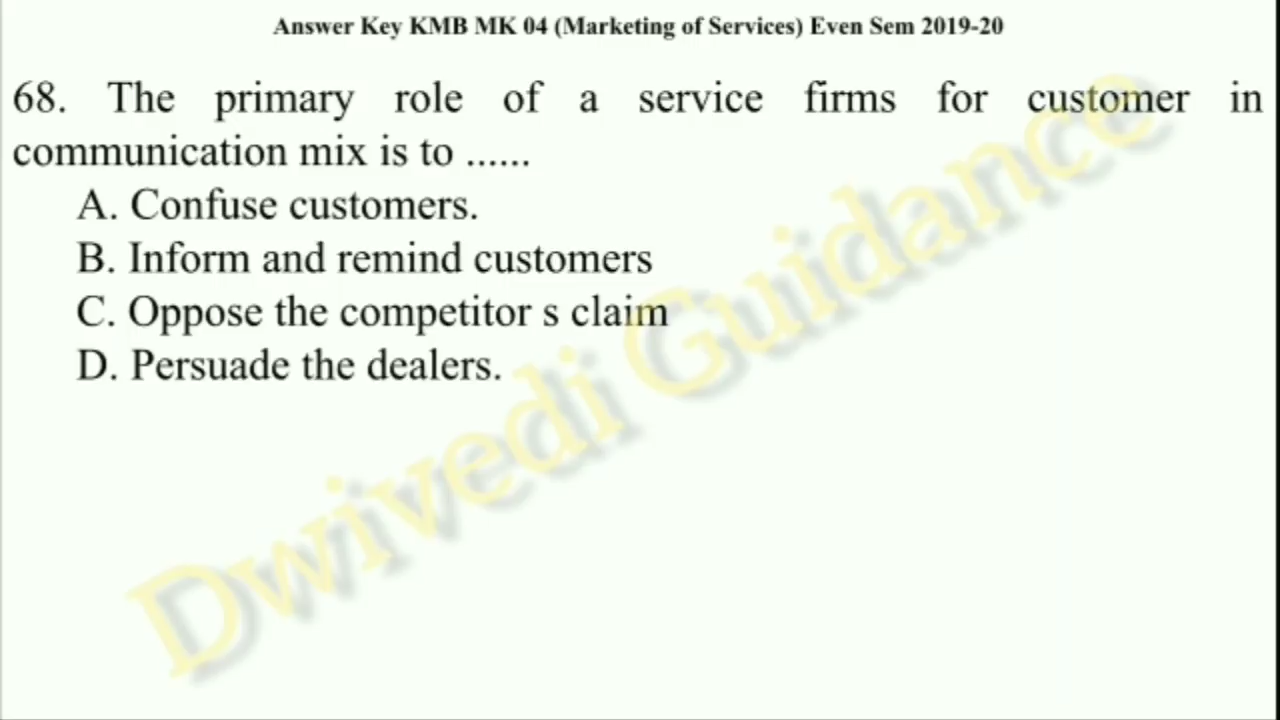 Answer Key KMB MK 04 (Marketing of Services) Even Sem 2019-20
68. The primary role of a service firms for customer in
communication mix is to ......
A. Confuse customers.
B. Inform and remind customers
C. Oppose the competitor s claim
D. Persuade the dealers.
Dwivedi Guidance